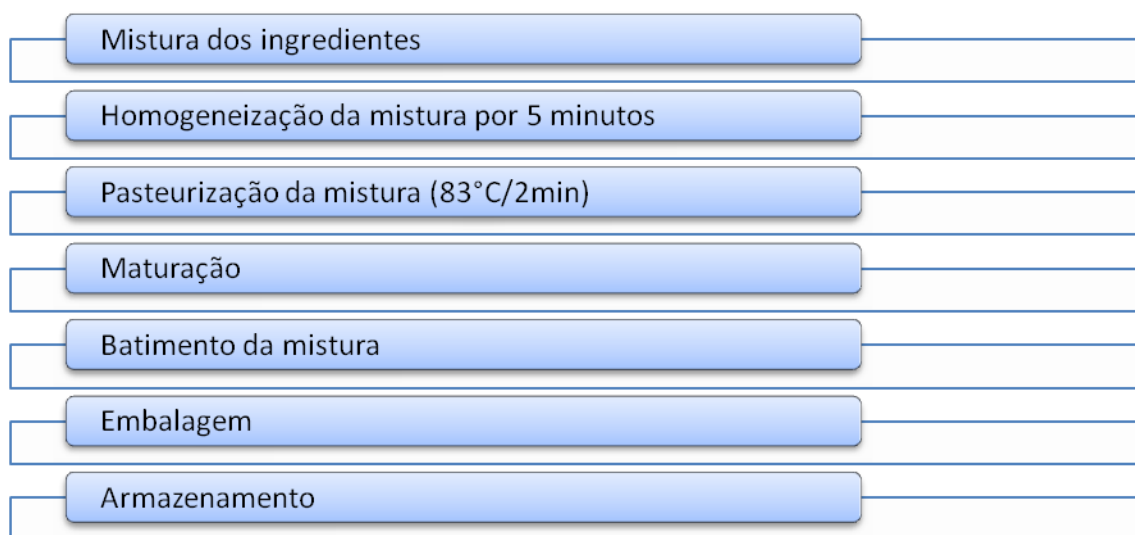 Mistura dos ingredientes
Homogeneização da mistura por 5 minutos
Pasteurização da mistura (83°C/2min)
Maturação
Batimento da mistura
Embalagem
Armazenamento